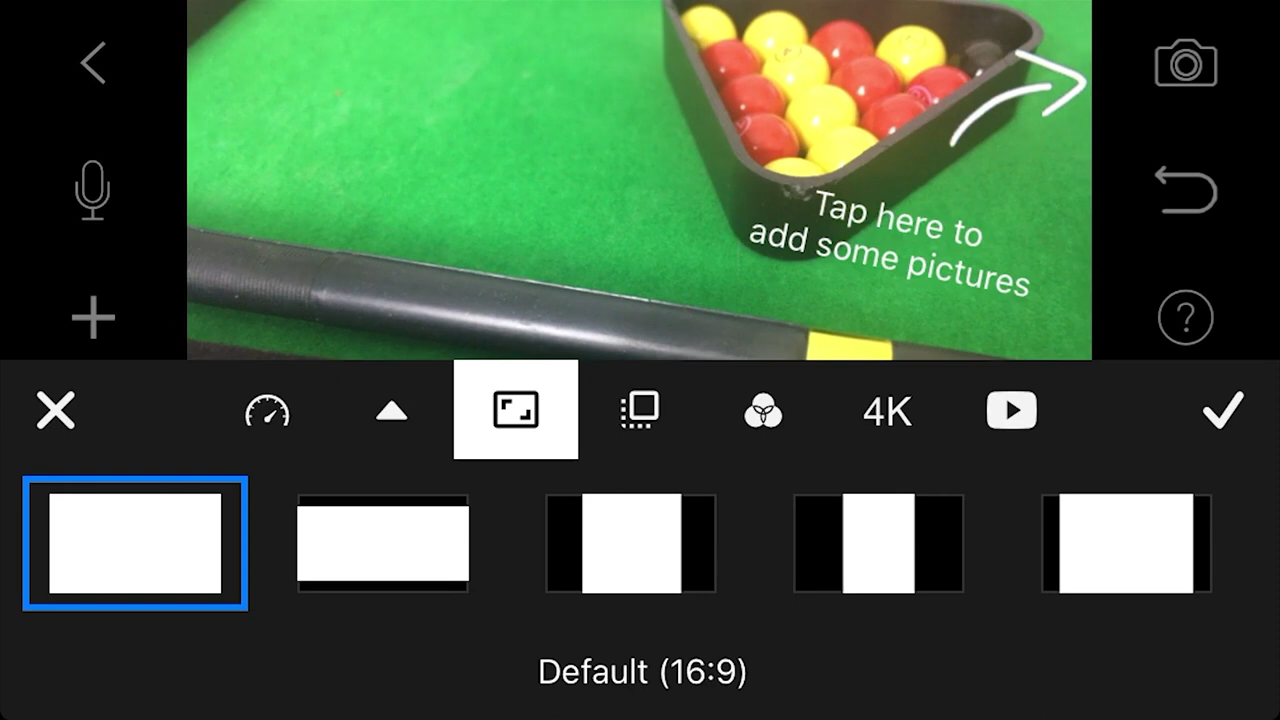 Tap here to
add some pictures
?
4K
Default (16:9)